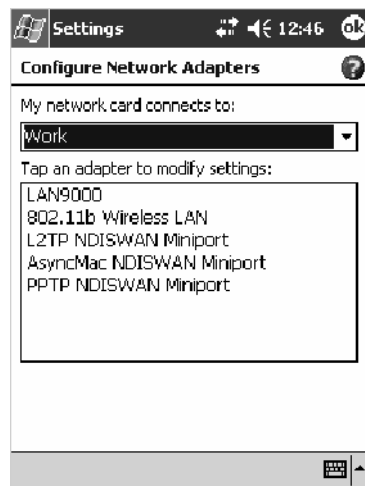 Settings 12:46 ok
Configure Network Adapters ?
My network card connects to:
Work
Tap an adapter to modify settings:
LAN9000
802.11b Wireless LAN
L2TP NDISWAN Miniport
AsyncMac NDISWAN Miniport
PPTP NDISWAN Miniport